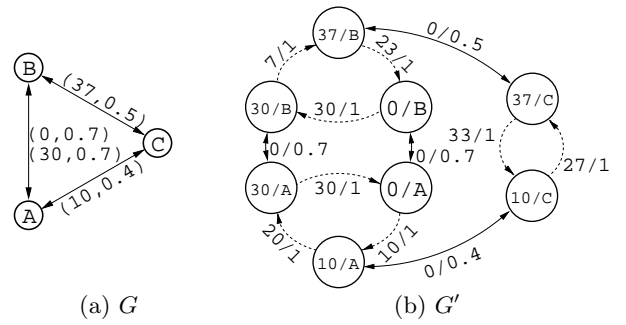 B
(37,0.5)
(0,0.7)
(30,0.7)
C
(10,0.4)
A
(a) G
37/B
0/0.5
7/1
23/1
30/B
30/1
0/B
37/C
0/0.7
0/0.7
33/1
27/1
30/A
30/1
0/A
10/C
20/1
10/1
10/A
0/0.4
(b) G′